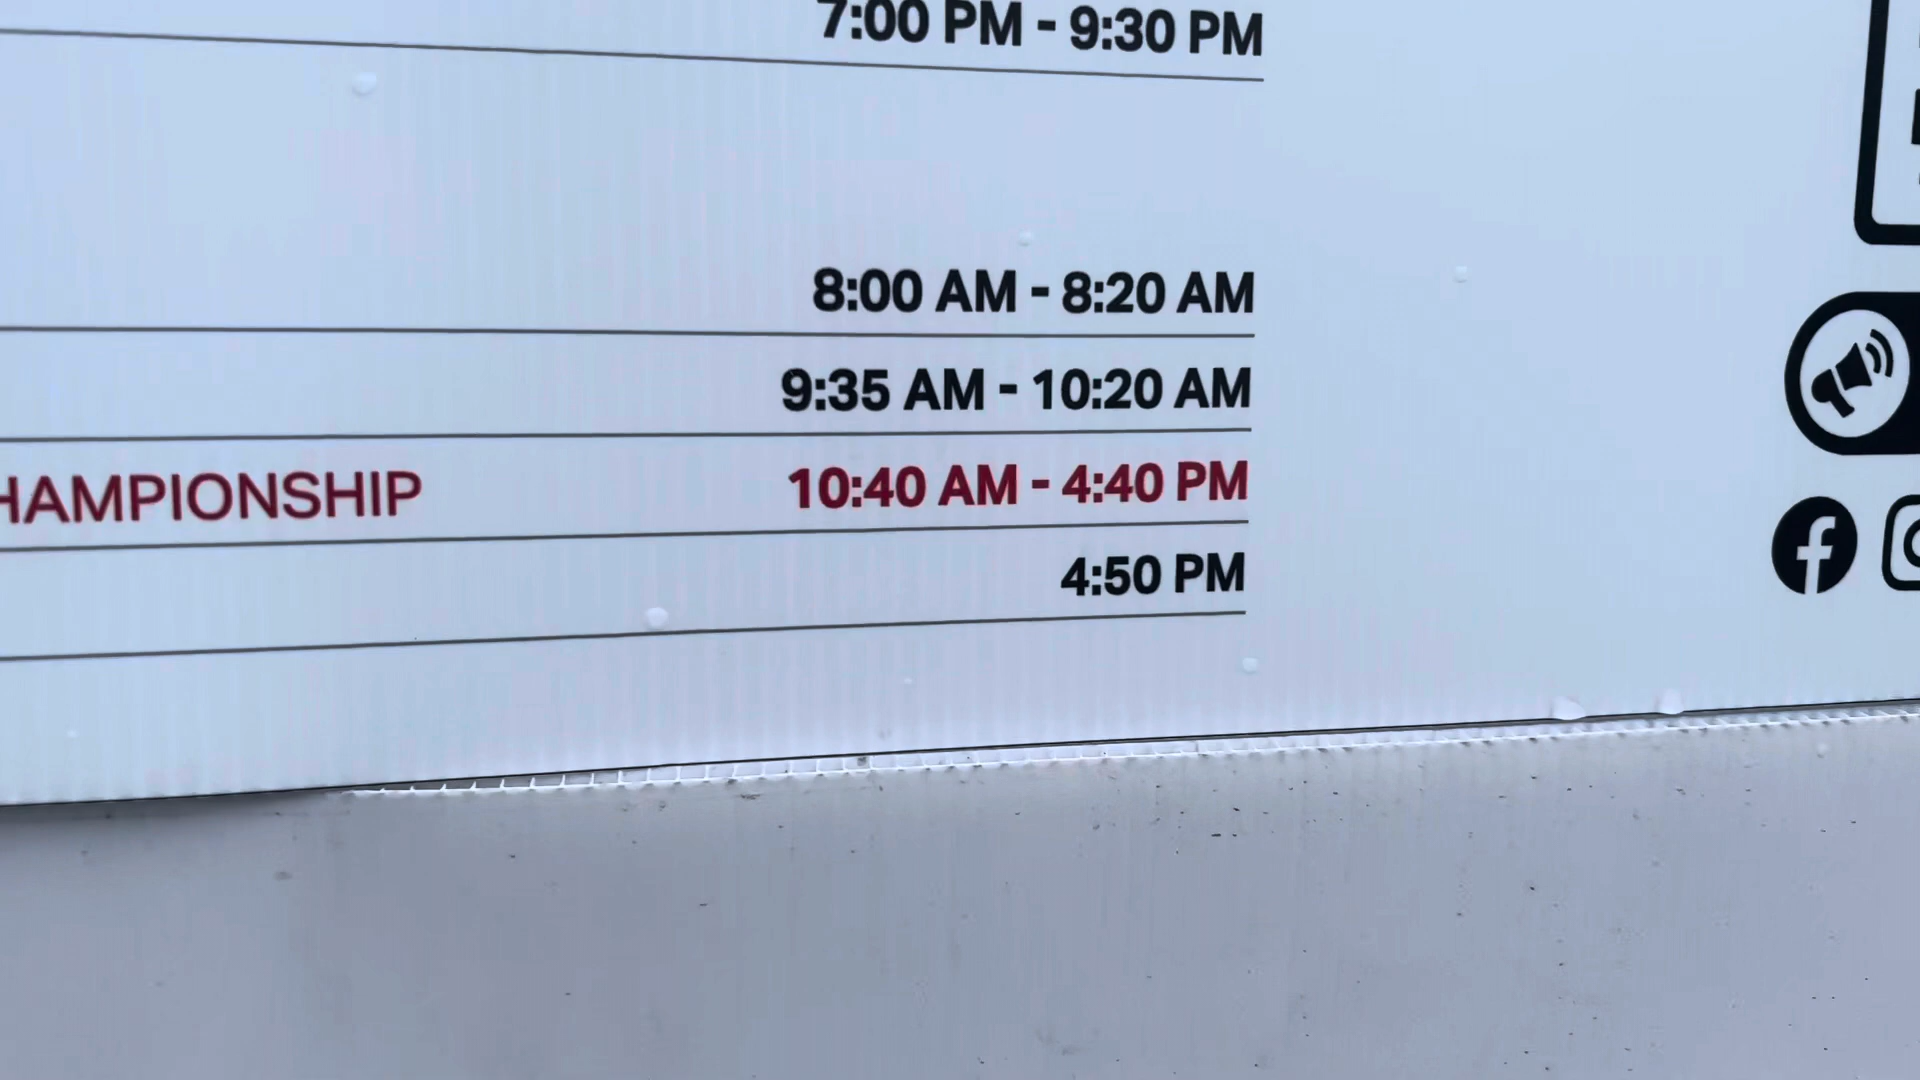 7:00 PM - 9:30 PM
8:00 AM - 8:20 AM
9:35 AM - 10:20 AM
HAMPIONSHIP 10:40 AM - 4:40 PM
4:50 PM